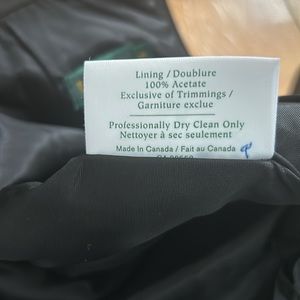 Lining / Doublure
100% Acetate
Exclusive of Trimmings /
Garniture exclue
Professionally Dry Clean Only
Nettoyer à sec seulement
Made In Canada / Fait au Canada